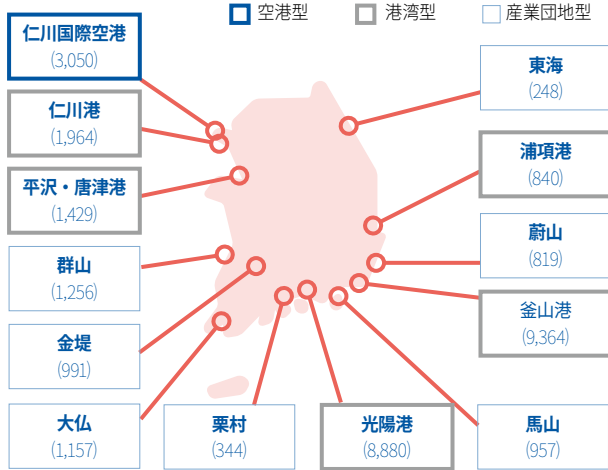 空港型
港湾型
産業団地型
仁川国際空港
(3,050)
仁川港
(1,964)
平沢・唐津港
(1,429)
群山
(1,256)
金堤
(991)
大仏
(1,157)
栗村
(344)
光陽港
(8,880)
馬山
(957)
東海
(248)
浦項港
(840)
蔚山
(819)
釜山港
(9,364)